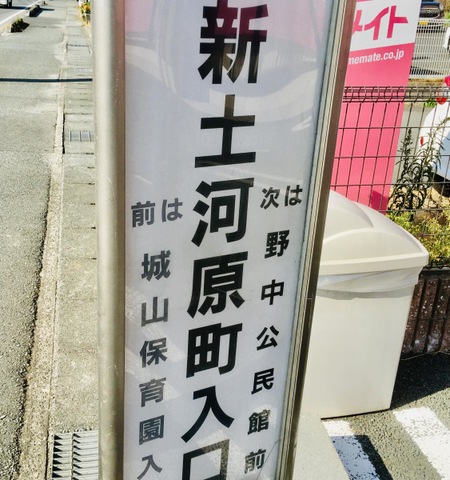 メイト
memate.co.jp
新土河原町入口
次は
野中公民館前
前は
城山保育園入